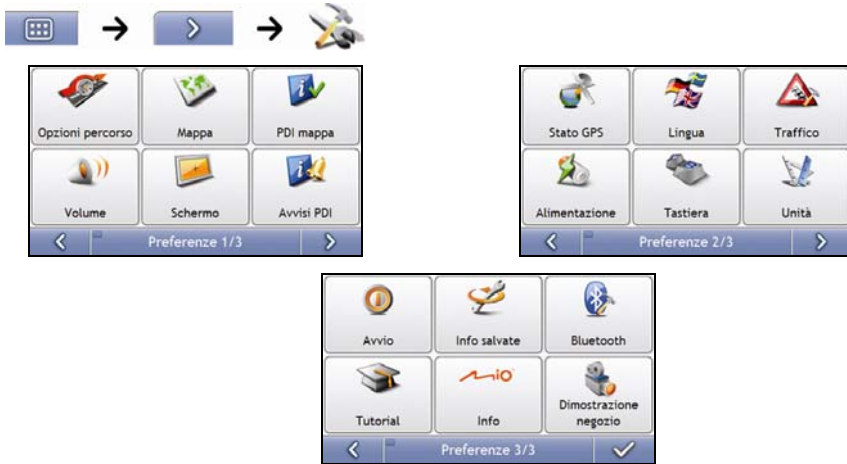 Opzioni percorso Mappa PDI mappa
Volume Schermo Avvisi PDI
Preferenze 1/3
Stato GPS Lingua Traffico
Alimentazione Tastiera Unità
Preferenze 2/3
Avvio Info salvate Bluetooth
Mio
Tutorial Info Dimostrazione negozio
Preferenze 3/3